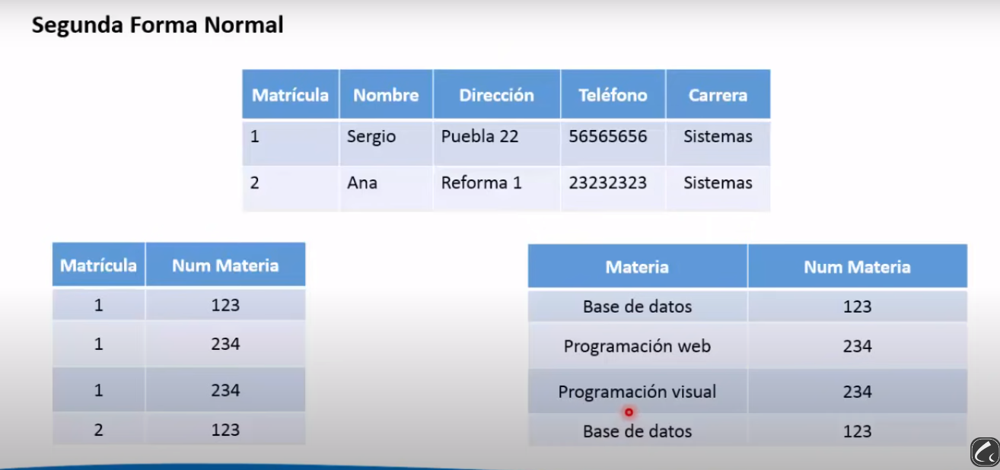 Segunda Forma Normal
Matrícula Nombre Dirección Teléfono Carrera
1 Sergio Puebla 22 56565656 Sistemas
2 Ana Reforma 1 23232323 Sistemas
Matrícula Num Materia
1 123
1 234
1 234
2 123
Materia Num Materia
Base de datos 123
Programación web 234
Programación visual 234
Base de datos 123